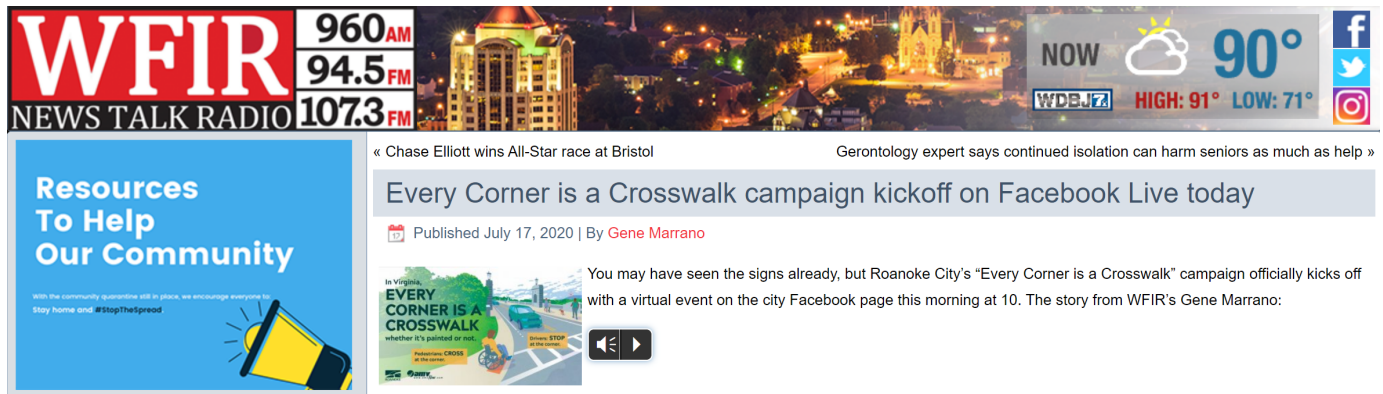 WFIR
NEWS TALK RADIO
960AM
94.5FM
107.3FM
NOW
90°
WDBJ7
HIGH: 91° LOW: 71°
Resources
To Help
Our Community
With the community quarantine still in place, we encourage everyone to:
Stay home and #StopTheSpread.
« Chase Elliott wins All-Star race at Bristol
Gerontology expert says continued isolation can harm seniors as much as help »
Every Corner is a Crosswalk campaign kickoff on Facebook Live today
Published July 17, 2020 | By Gene Marrano
In Virginia,
EVERY
CORNER IS A
CROSSWALK
whether it's painted or not.
Pedestrians: CROSS
at the corner.
Drivers: STOP
at the corner.
You may have seen the signs already, but Roanoke City's “Every Corner is a Crosswalk” campaign officially kicks off
with a virtual event on the city Facebook page this morning at 10. The story from WFIR's Gene Marrano: